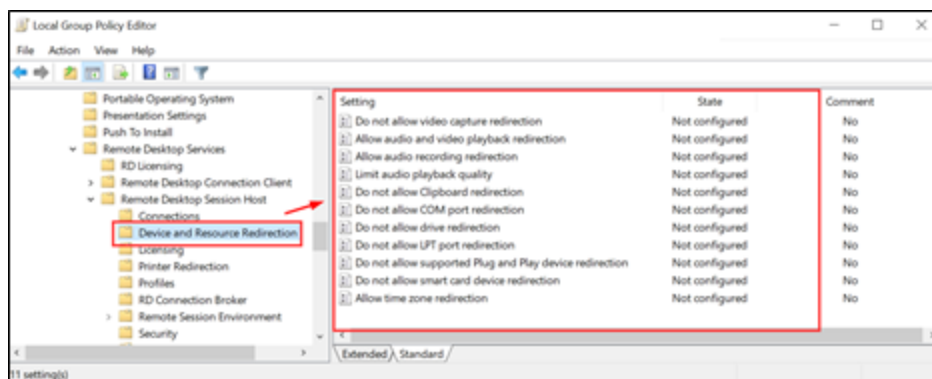 Local Group Policy Editor
File Action View Help
Portable Operating System
Presentation Settings
Push To Install
Remote Desktop Services
RD Licensing
Remote Desktop Connection Client
Remote Desktop Session Host
Connections
Device and Resource Redirection
Licensing
Printer Redirection
Profiles
RD Connection Broker
Remote Session Environment
Security
Setting State Comment
Do not allow video capture redirection Not configured No
Allow audio and video playback redirection Not configured No
Allow audio recording redirection Not configured No
Limit audio playback quality Not configured No
Do not allow Clipboard redirection Not configured No
Do not allow COM port redirection Not configured No
Do not allow drive redirection Not configured No
Do not allow LPT port redirection Not configured No
Do not allow supported Plug and Play device redirection Not configured No
Do not allow smart card device redirection Not configured No
Allow time zone redirection Not configured No
Extended Standard
11 setting(s)